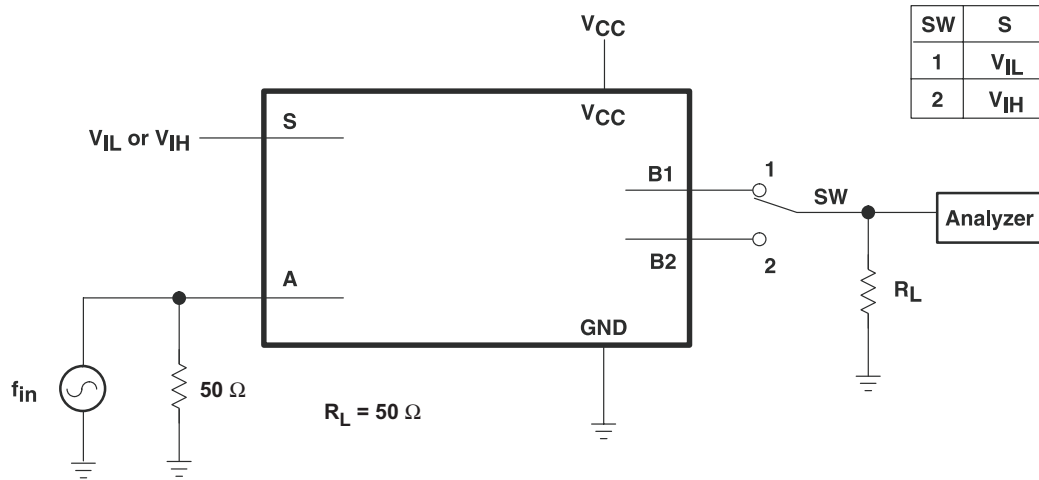 VCC
SW S
1 VIL
2 VIH
VCC
S
VIL or VIH
B1
1
SW
Analyzer
B2
2
RL
A
GND
fin
50 Ω
RL = 50 Ω